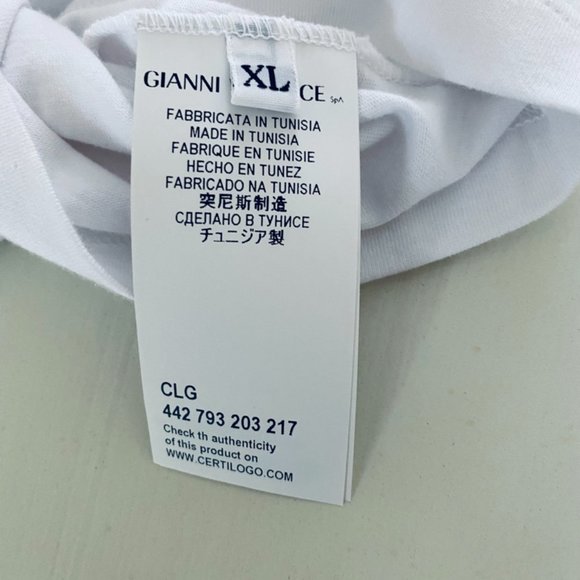 GIANNI CE SpA
XL
FABBRICATA IN TUNISIA
MADE IN TUNISIA
FABRIQUE EN TUNISIE
HECHO EN TUNEZ
FABRICADO NA TUNISIA
突尼斯制造
СДЕЛАНО В ТУНИСЕ
チュニジア製
CLG
442 793 203 217
Check th authenticity
of this product on
WWW.CERTILOGO.COM